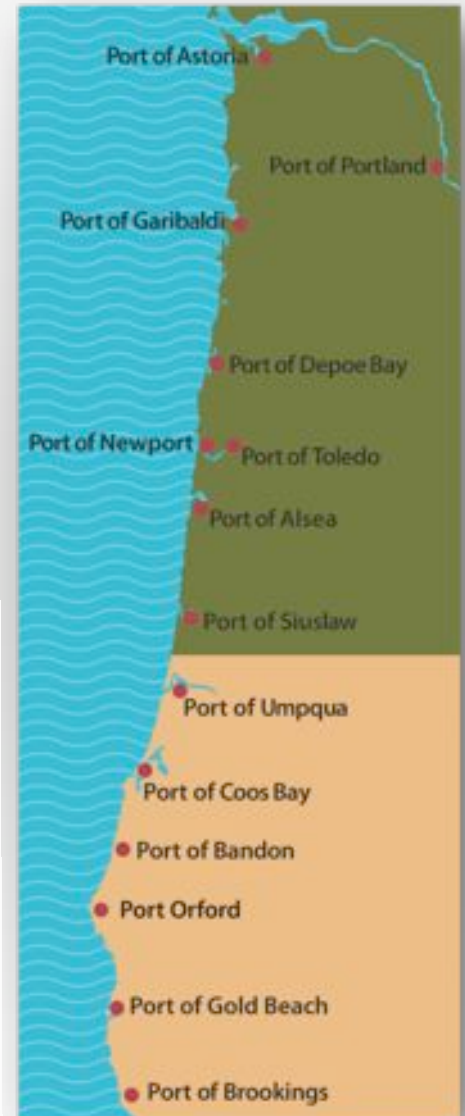 Port of Astoria
Port of Portland
Port of Garibaldi
Port of Depoe Bay
Port of Newport
Port of Toledo
Port of Alsea
Port of Siuslaw
Port of Umpqua
Port of Coos Bay
Port of Bandon
Port Orford
Port of Gold Beach
Port of Brookings